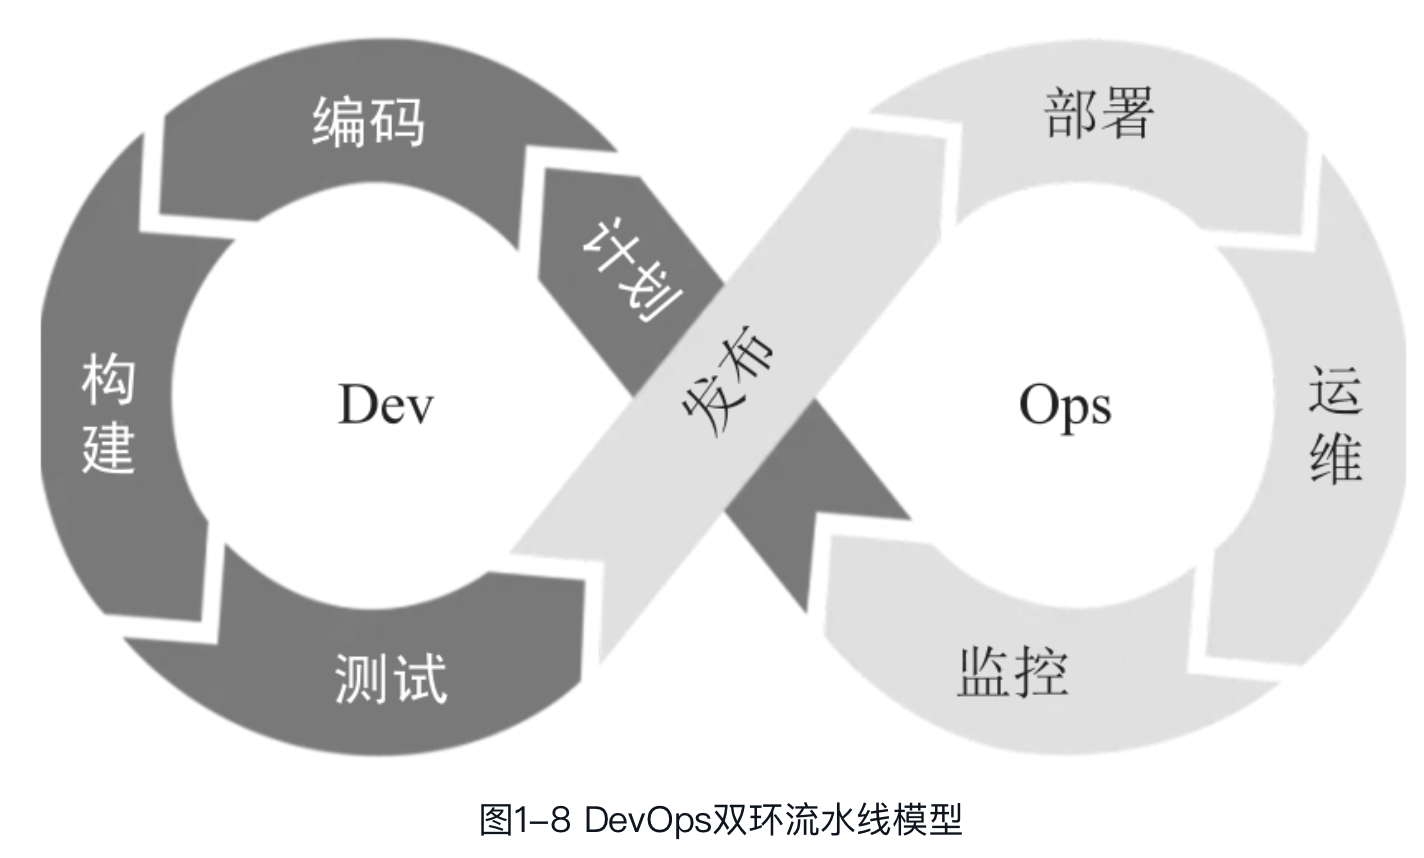 编码
部署
计划
发布
构
建
Dev
Ops
运
维
测试
监控
图1-8 DevOps双环流水线模型